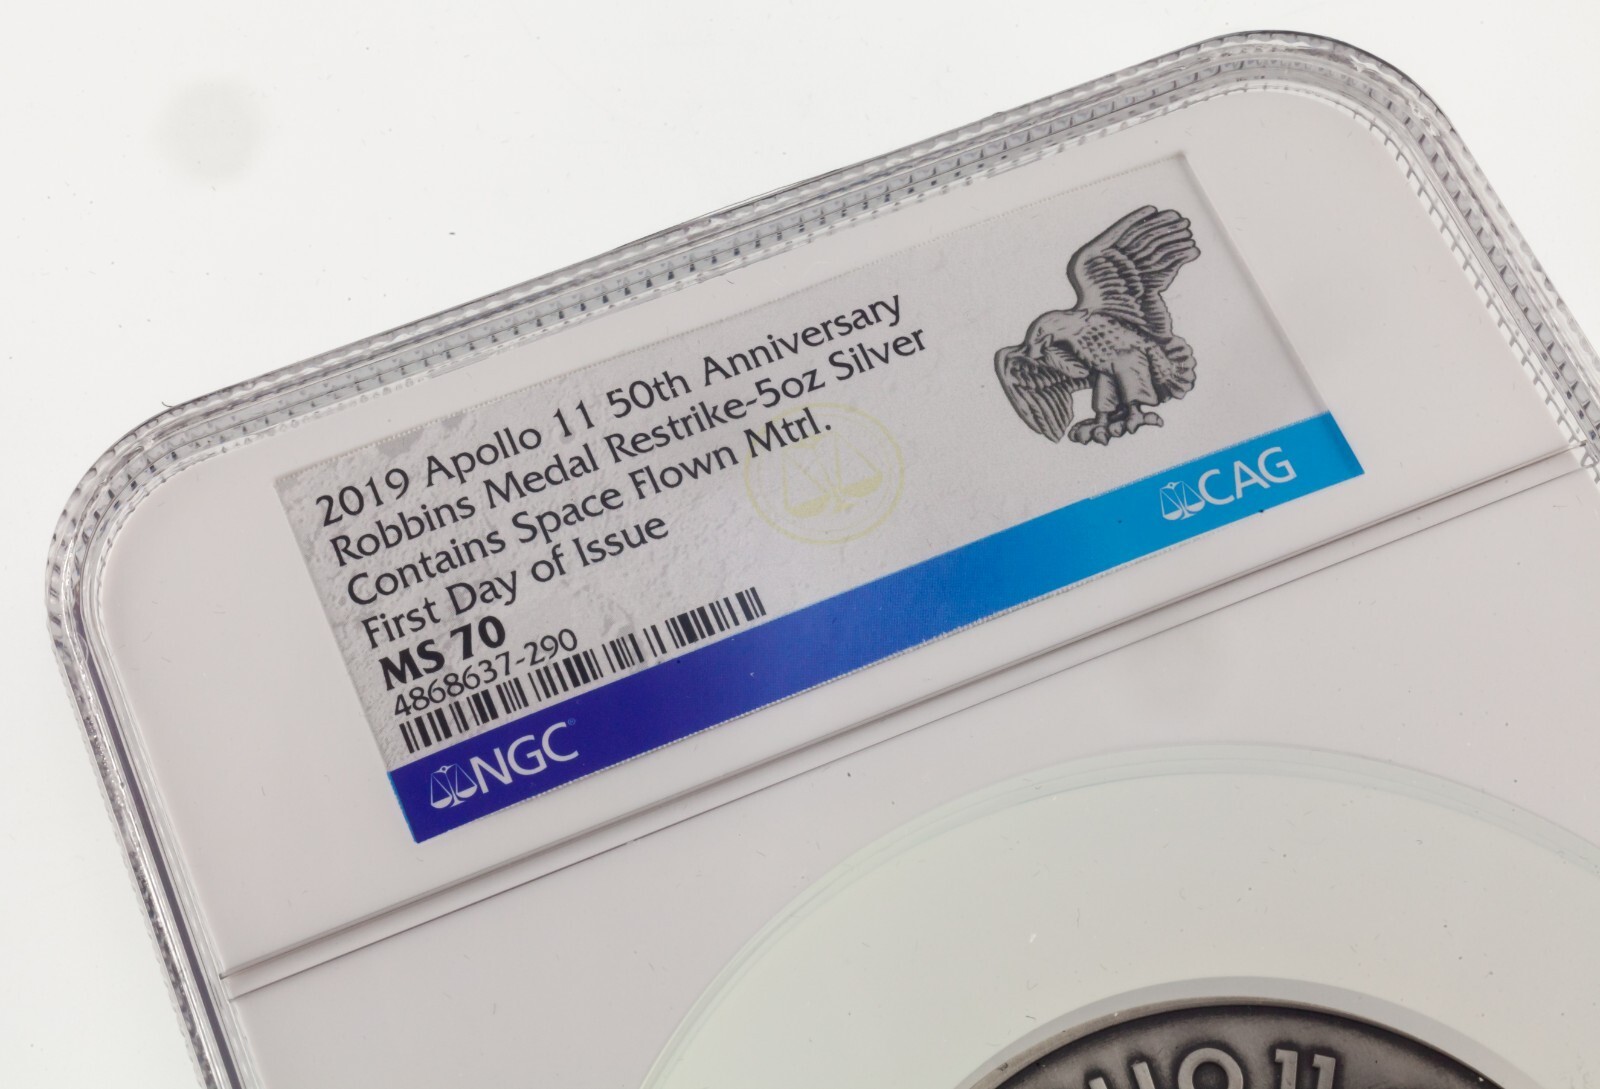 2019 Apollo 11 50th Anniversary
Robbins Medal Restrike-5oz Silver
Contains Space Flown Mtrl.
First Day of Issue
MS 70
4868637-290
NGC®
CAG
11